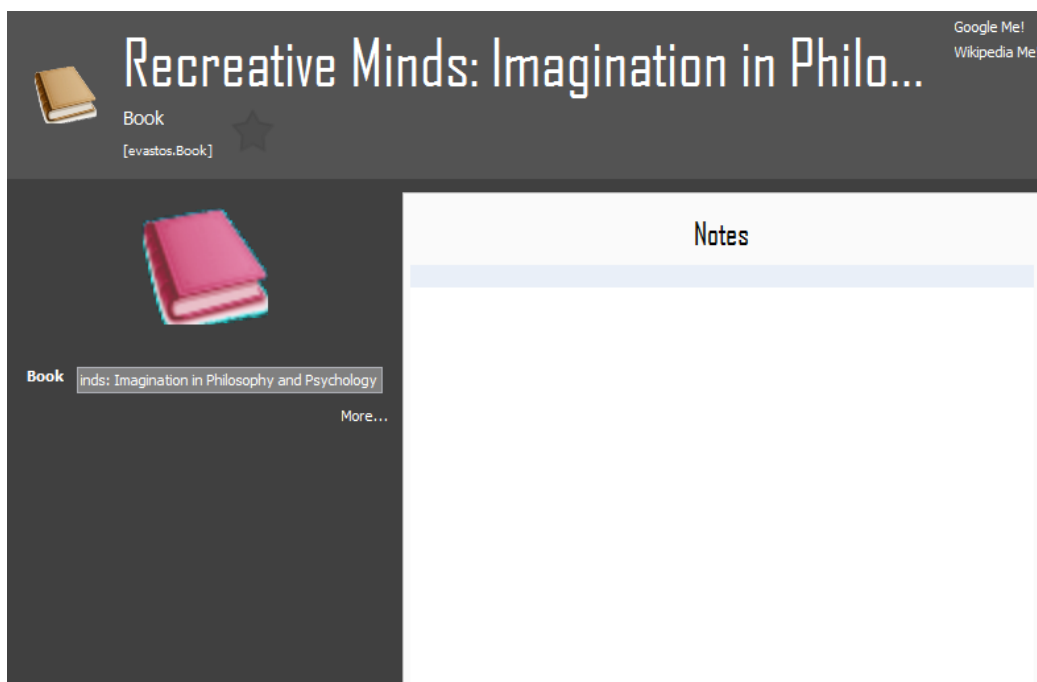 Recreative Minds: Imagination in Philo...
Google Me!
Wikipedia Me
Book
[evastos.Book]
Notes
Book
inds: Imagination in Philosophy and Psychology
More...